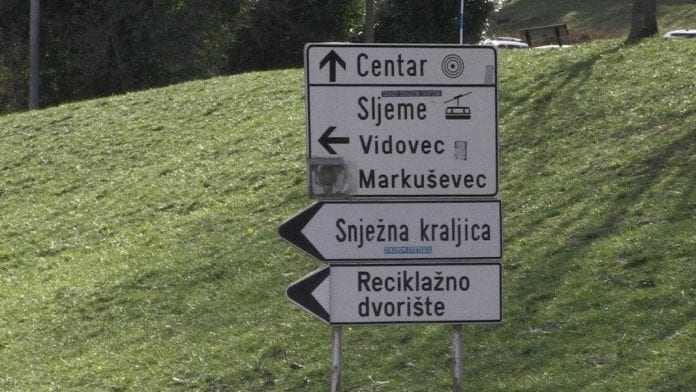 Centar
Sljeme
Vidovec
Markuševec
Snježna kraljica
Reciklažno
dvorište